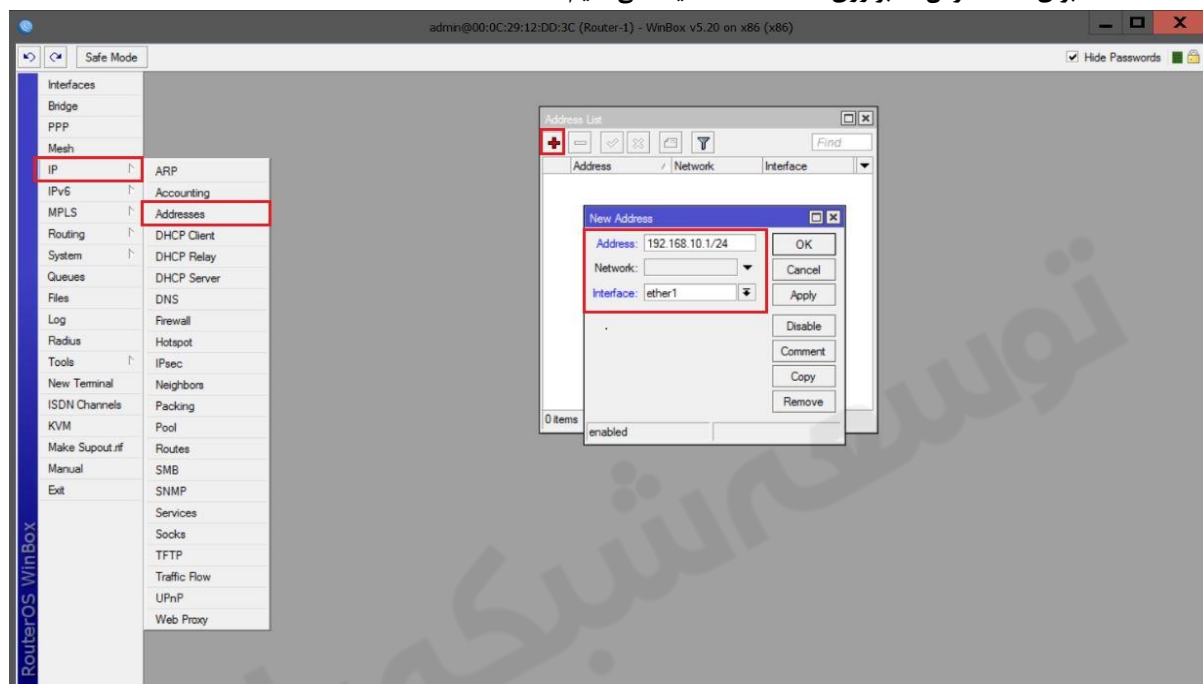 admin@00:0C:29:12:DD:3C (Router-1) - WinBox v5.20 on x86 (x86)
Safe Mode
Hide Passwords
Interfaces
Bridge
PPP
Mesh
IP
IPv6
MPLS
Routing
System
Queues
Files
Log
Radius
Tools
New Terminal
ISDN Channels
KVM
Make Supout.rif
Manual
Exit
ARP
Accounting
Addresses
DHCP Client
DHCP Relay
DHCP Server
DNS
Firewall
Hotspot
IPsec
Neighbors
Packing
Pool
Routes
SMB
SNMP
Services
Socks
TFTP
Traffic Flow
UPnP
Web Proxy
Address List
Find
Address / Network Interface
New Address
Address: 192.168.10.1/24
Network:
Interface: ether1
OK
Cancel
Apply
Disable
Comment
Copy
Remove
enabled
0 items
RouterOS WinBox
توسعه شبکه